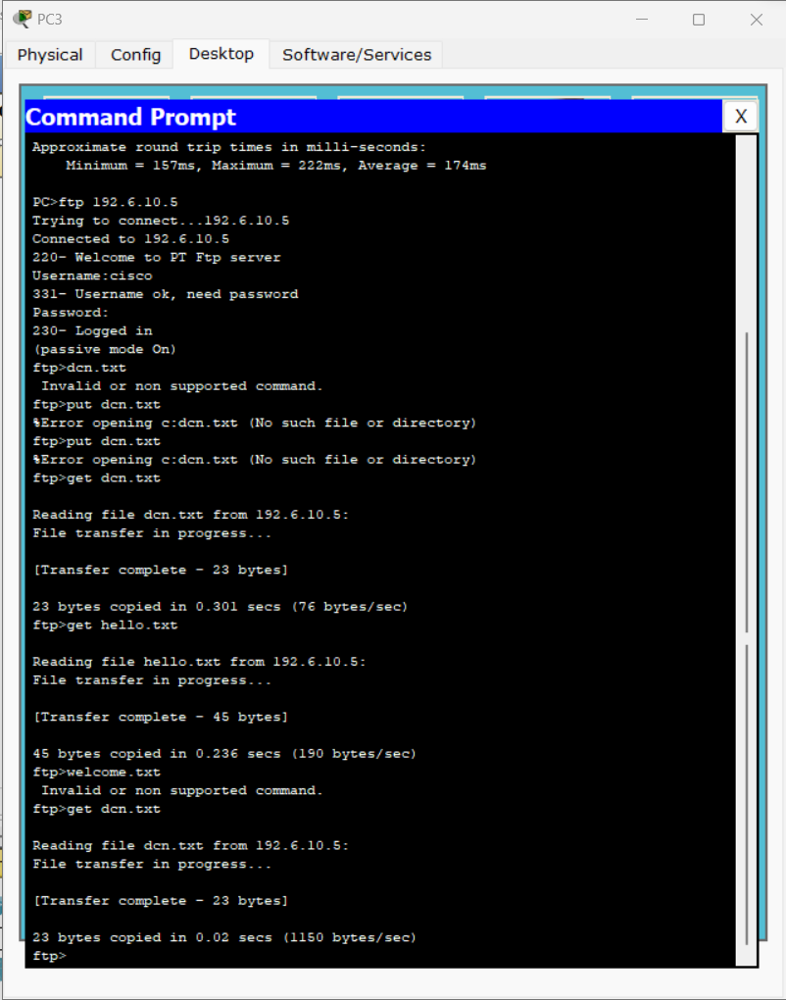 PC3
Physical Config Desktop Software/Services
Command Prompt X
Approximate round trip times in milli-seconds:
    Minimum = 157ms, Maximum = 222ms, Average = 174ms
PC>ftp 192.6.10.5
Trying to connect...192.6.10.5
Connected to 192.6.10.5
220- Welcome to PT Ftp server
Username:cisco
331- Username ok, need password
Password:
230- Logged in
(passive mode On)
ftp>dcn.txt
 Invalid or non supported command.
ftp>put dcn.txt
%Error opening c:dcn.txt (No such file or directory)
ftp>put dcn.txt
%Error opening c:dcn.txt (No such file or directory)
ftp>get dcn.txt
Reading file dcn.txt from 192.6.10.5:
File transfer in progress...
[Transfer complete - 23 bytes]
23 bytes copied in 0.301 secs (76 bytes/sec)
ftp>get hello.txt
Reading file hello.txt from 192.6.10.5:
File transfer in progress...
[Transfer complete - 45 bytes]
45 bytes copied in 0.236 secs (190 bytes/sec)
ftp>welcome.txt
 Invalid or non supported command.
ftp>get dcn.txt
Reading file dcn.txt from 192.6.10.5:
File transfer in progress...
[Transfer complete - 23 bytes]
23 bytes copied in 0.02 secs (1150 bytes/sec)
ftp>